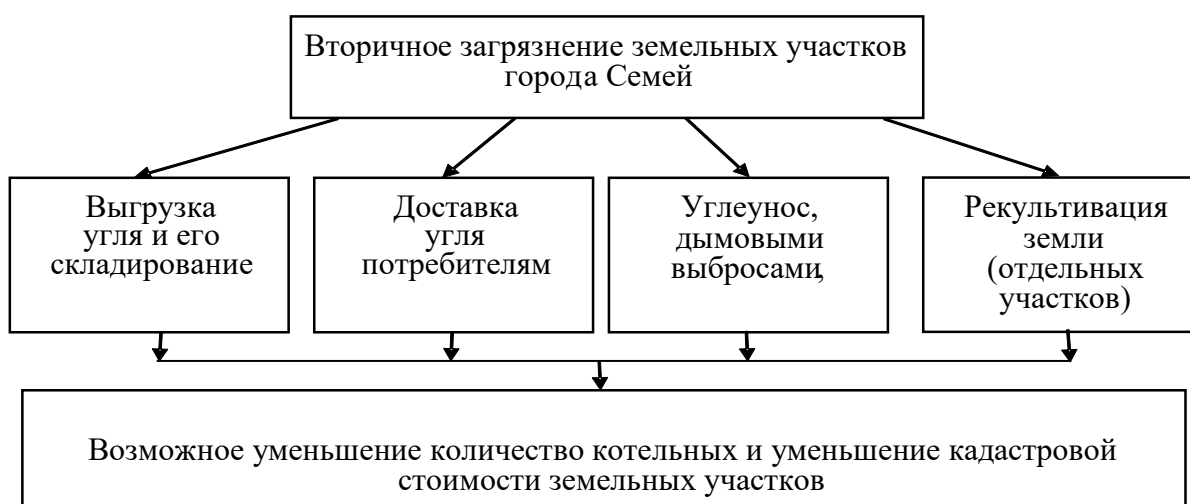 Вторичное загрязнение земельных участков
города Семей
Выгрузка
угля и его
складирование
Доставка
угля
потребителям
Углеунос,
дымовыми
выбросами,
Рекультивация
земли
(отдельных
участков)
Возможное уменьшение количество котельных и уменьшение кадастровой
стоимости земельных участков